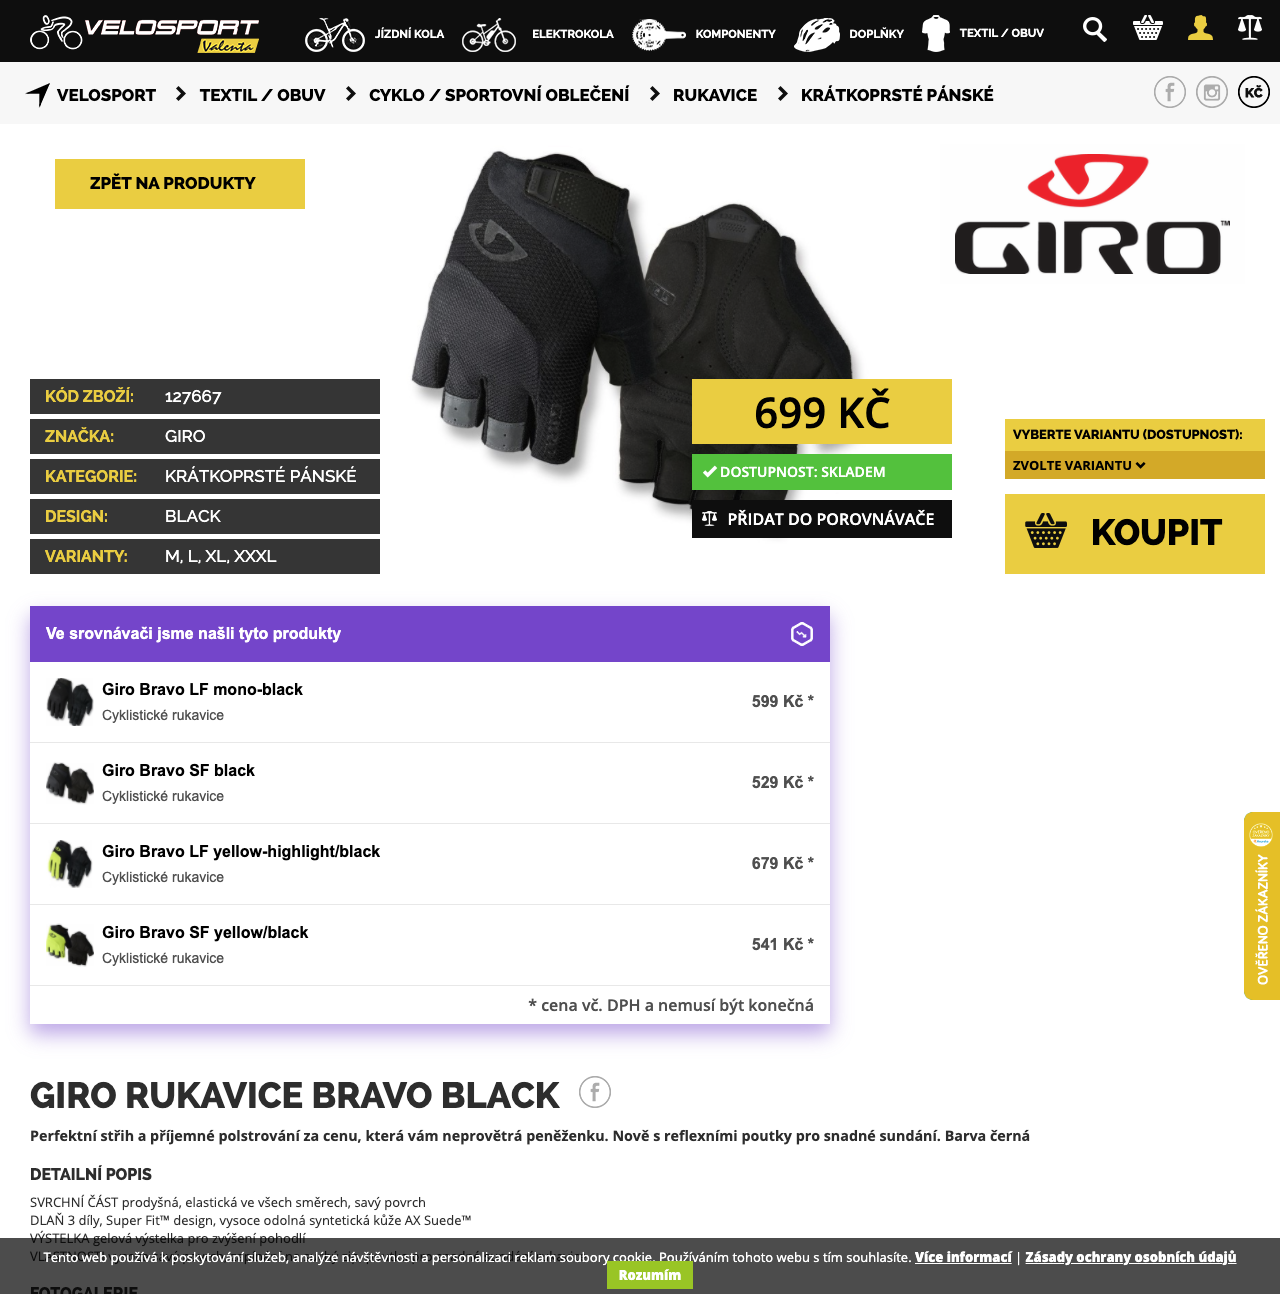 VELOSPORT
Valenta
JÍZDNÍ KOLA
ELEKTROKOLA
KOMPONENTY
DOPLŇKY
TEXTIL / OBUV
VELOSPORT
TEXTIL / OBUV
CYKLO / SPORTOVNÍ OBLEČENÍ
RUKAVICE
KRÁTKOPRSTÉ PÁNSKÉ
KČ
ZPĚT NA PRODUKTY
GIRO™
KÓD ZBOŽÍ: 127667
ZNAČKA: GIRO
KATEGORIE: KRÁTKOPRSTÉ PÁNSKÉ
DESIGN: BLACK
VARIANTY: M, L, XL, XXXL
699 KČ
DOSTUPNOST: SKLADEM
PŘIDAT DO POROVNÁVAČE
VYBERTE VARIANTU (DOSTUPNOST):
ZVOLTE VARIANTU
KOUPIT
Ve srovnávači jsme našli tyto produkty
Giro Bravo LF mono-black
Cyklistické rukavice
599 Kč *
Giro Bravo SF black
Cyklistické rukavice
529 Kč *
Giro Bravo LF yellow-highlight/black
Cyklistické rukavice
679 Kč *
Giro Bravo SF yellow/black
Cyklistické rukavice
541 Kč *
* cena vč. DPH a nemusí být konečná
OVĚŘENO ZÁKAZNÍKY
GIRO RUKAVICE BRAVO BLACK
Perfektní střih a příjemné polstrování za cenu, která vám neprovětrá peněženku. Nově s reflexními poutky pro snadné sundání. Barva černá
DETAILNÍ POPIS
SVRCHNÍ ČÁST prodyšná, elastická ve všech směrech, savý povrch
DLAŇ 3 díly, Super Fit™ design, vysoce odolná syntetická kůže AX Suede™
VÝSTELKA gelová výstelka pro zvýšení pohodlí
Tento web používá k poskytování služeb, analýze návštěvnosti a personalizaci reklam soubory cookie. Používáním tohoto webu s tím souhlasíte. Více informací | Zásady ochrany osobních údajů
Rozumím
FOTOGALERIE